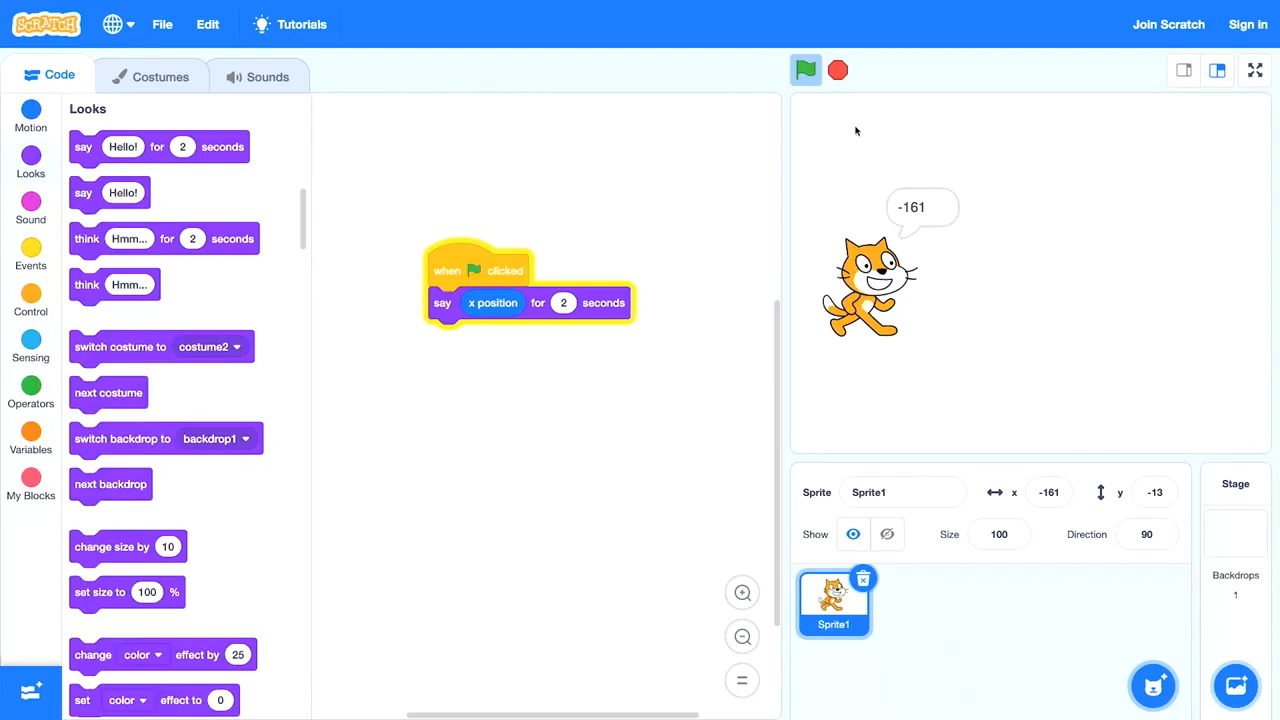 SCRATCH File Edit Tutorials Join Sign in
Join Scratch Sign in
Code Costumes Sounds
Motion
Looks
Sound
Events
Control
Sensing
Operators
Variables
My Blocks
Looks
say Hello! for 2 seconds
say Hello!
think Hmm... for 2 seconds
think Hmm...
switch costume to costume2
next costume
switch backdrop to backdrop1
next backdrop
change size by 10
set size to 100 %
change color effect by 25
set color effect to 0
when clicked
say x position for 2 seconds
-161
Sprite Sprite1 x -161 y -13
Show Size 100 Direction 90
Sprite1
Stage
Backdrops
1